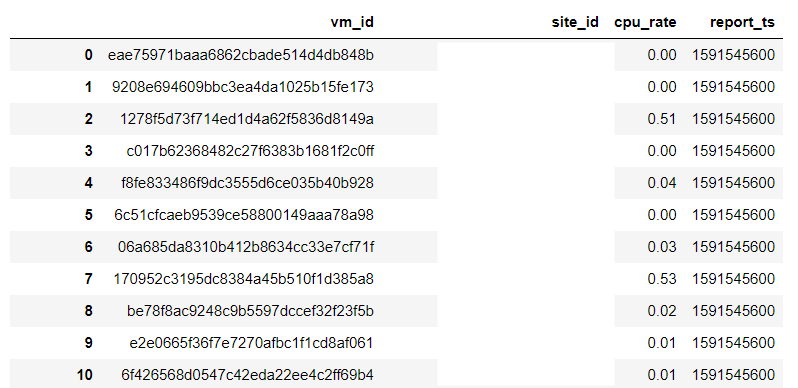 vm_id site_id cpu_rate report_ts
0 eae75971baaa6862cbade514d4db848b 0.00 1591545600
1 9208e694609bbc3ea4da1025b15fe173 0.00 1591545600
2 1278f5d73f714ed1d4a62f5836d8149a 0.51 1591545600
3 c017b62368482c27f6383b1681f2c0ff 0.00 1591545600
4 f8fe833486f9dc3555d6ce035b40b928 0.04 1591545600
5 6c51cfcaeb9539ce58800149aaa78a98 0.00 1591545600
6 06a685da8310b412b8634cc33e7cf71f 0.03 1591545600
7 170952c3195dc8384a45b510f1d385a8 0.53 1591545600
8 be78f8ac9248c9b5597dccef32f23f5b 0.02 1591545600
9 e2e0665f36f7e7270afbc1f1cd8af061 0.01 1591545600
10 6f426568d0547c42eda22ee4c2ff69b4 0.01 1591545600